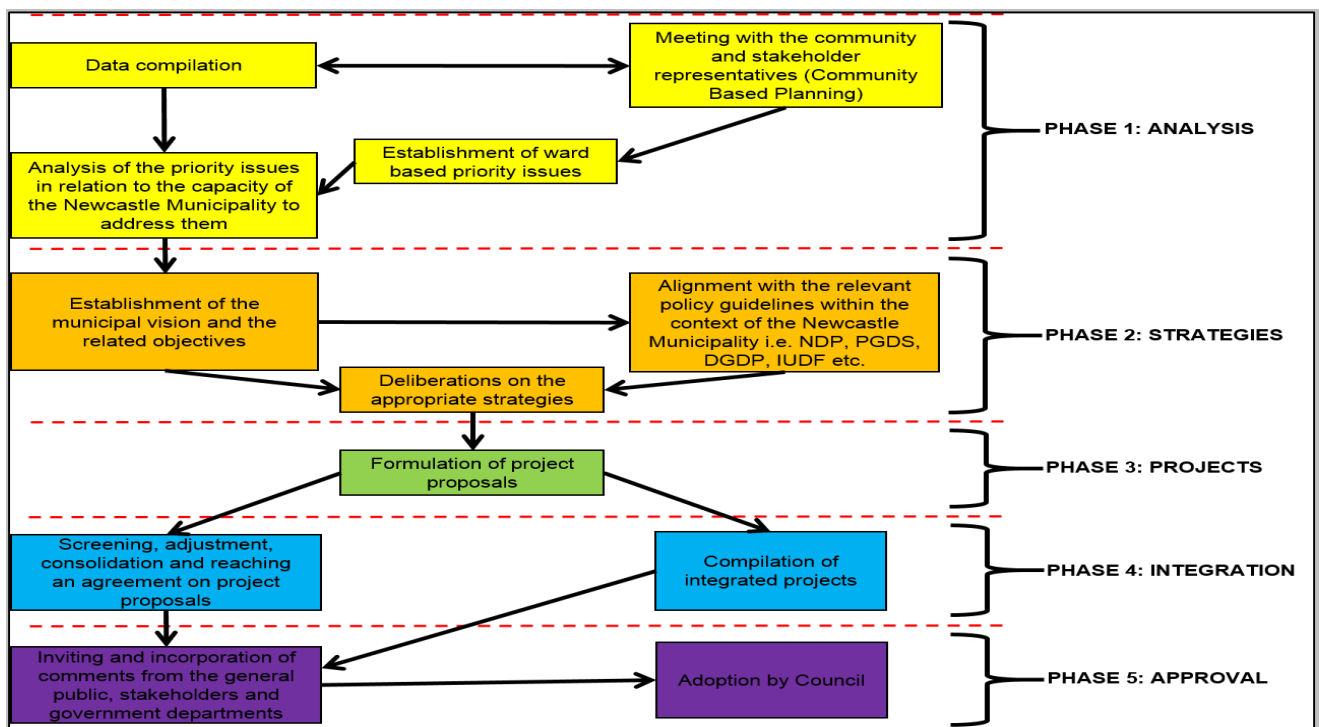 Data compilation
Meeting with the community
and stakeholder
representatives (Community
Based Planning)
PHASE 1: ANALYSIS
Establishment of ward
based priority issues
Analysis of the priority issues
in relation to the capacity of
the Newcastle Municipality to
address them
Establishment of the
municipal vision and the
related objectives
Alignment with the relevant
policy guidelines within the
context of the Newcastle
Municipality i.e. NDP, PGDS,
DGDP, IUDF etc.
PHASE 2: STRATEGIES
Deliberations on the
appropriate strategies
Formulation of project
proposals
PHASE 3: PROJECTS
Screening, adjustment,
consolidation and reaching
an agreement on project
proposals
Compilation of
integrated projects
PHASE 4: INTEGRATION
Inviting and incorporation of
comments from the general
public, stakeholders and
government departments
Adoption by Council
PHASE 5: APPROVAL